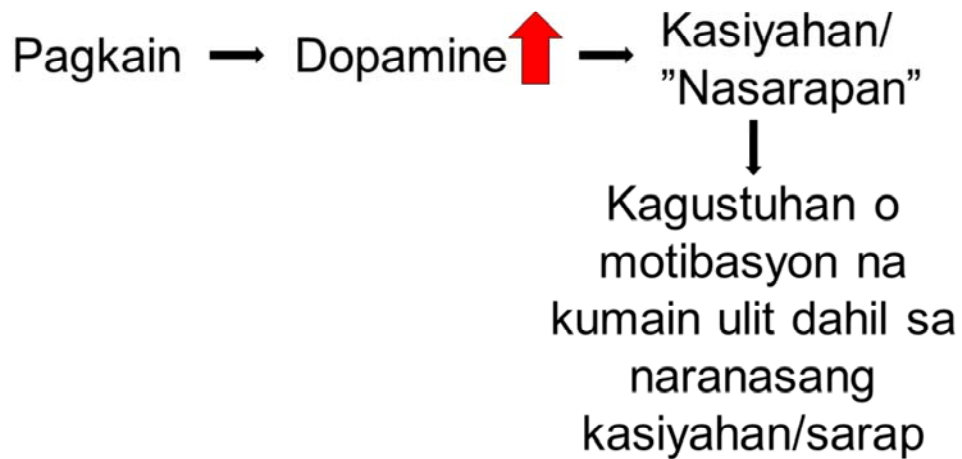 Pagkain → Dopamine → Kasiyahan/
”Nasarapan”
Kagustuhan o
motibasyon na
kumain ulit dahil sa
naranasang
kasiyahan/sarap